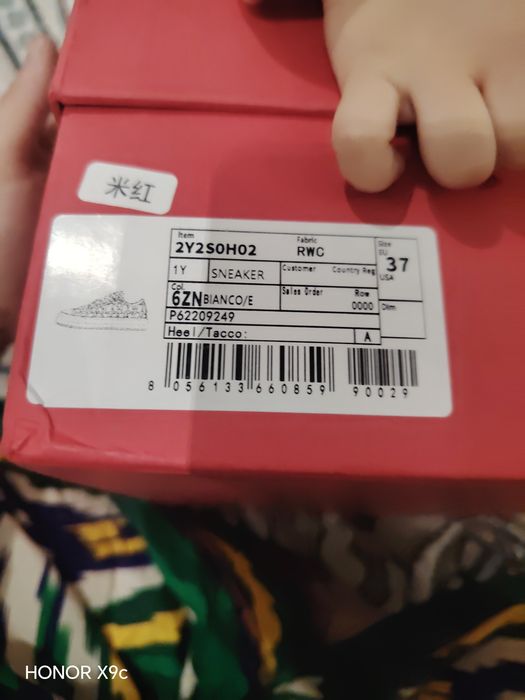 米红
Item Fabric Size
2Y2S0H02 RWC EU 37
1Y SNEAKER Customer Country Reg USA
Col. 6ZN BIANCO/E Sales Order Row
0000 Dim
P62209249
Heel/Tacco: A
8 056133 660859 90029
HONOR X9c